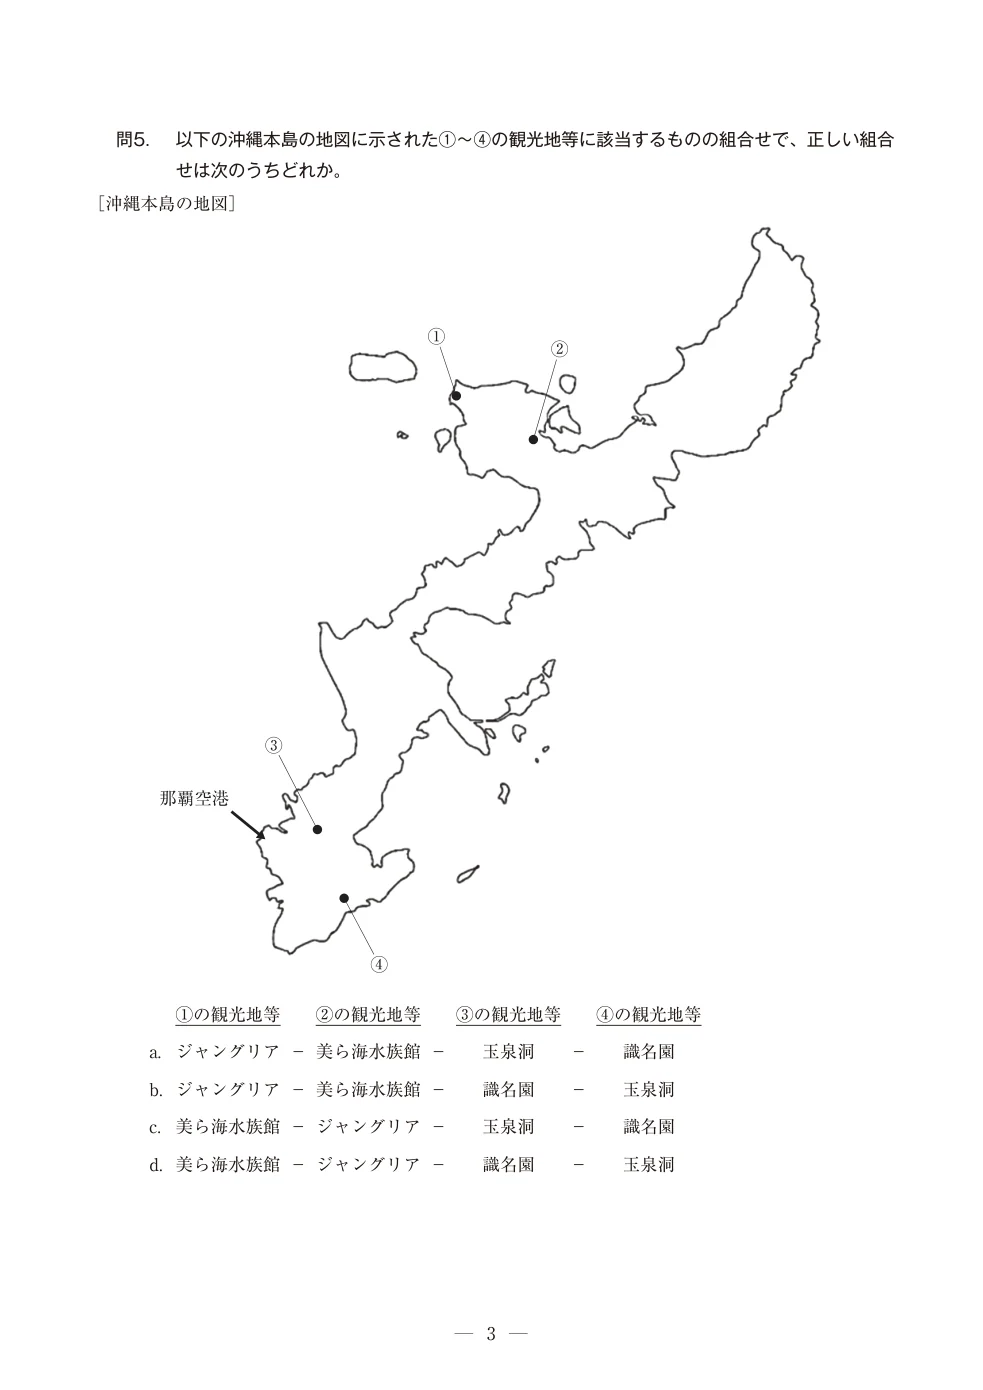 問5. 以下の沖縄本島の地図に示された①～④の観光地等に該当するものの組合せで、正しい組合
せは次のうちどれか。
［沖縄本島の地図］
①
②
③
那覇空港
④
①の観光地等 ②の観光地等 ③の観光地等 ④の観光地等
a. ジャングリア － 美ら海水族館 － 玉泉洞 － 識名園
b. ジャングリア － 美ら海水族館 － 識名園 － 玉泉洞
c. 美ら海水族館 － ジャングリア － 玉泉洞 － 識名園
d. 美ら海水族館 － ジャングリア － 識名園 － 玉泉洞
— 3 —